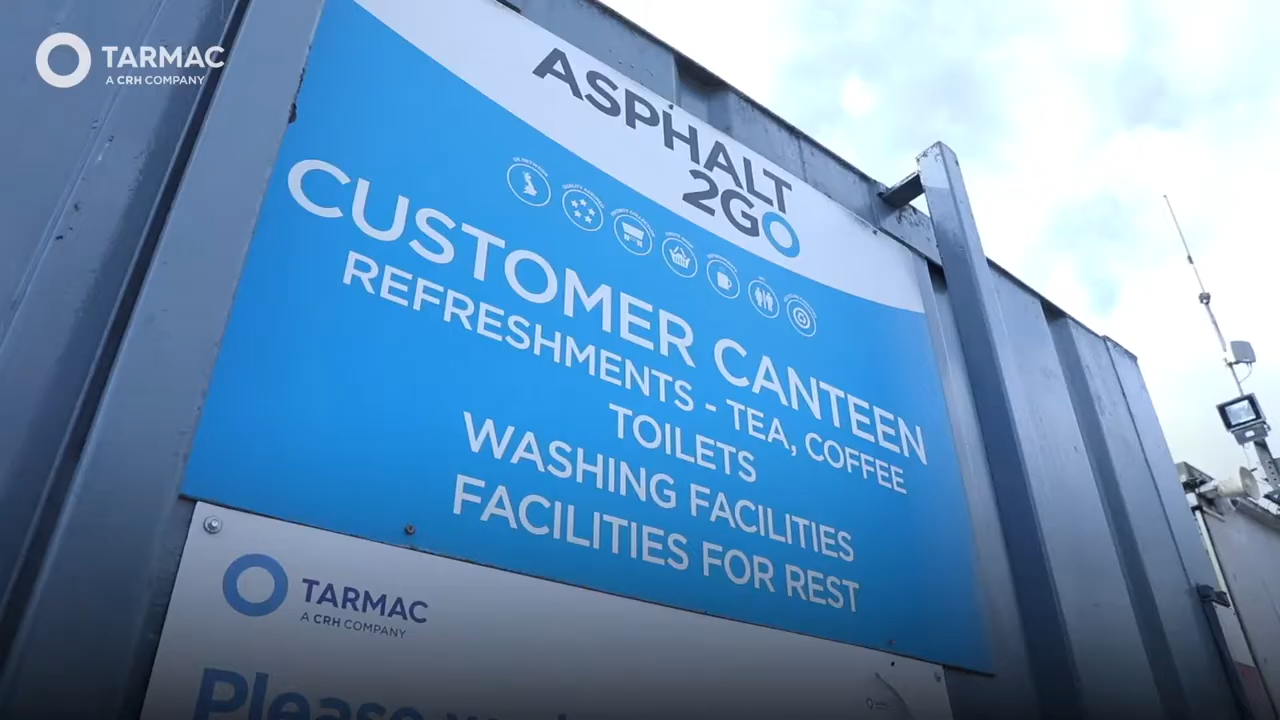 TARMAC
A CRH COMPANY
ASPHALT
2GO
CUSTOMER CANTEEN
REFRESHMENTS - TEA, COFFEE
TOILETS
WASHING FACILITIES
FACILITIES FOR REST
TARMAC
A CRH COMPANY
Please